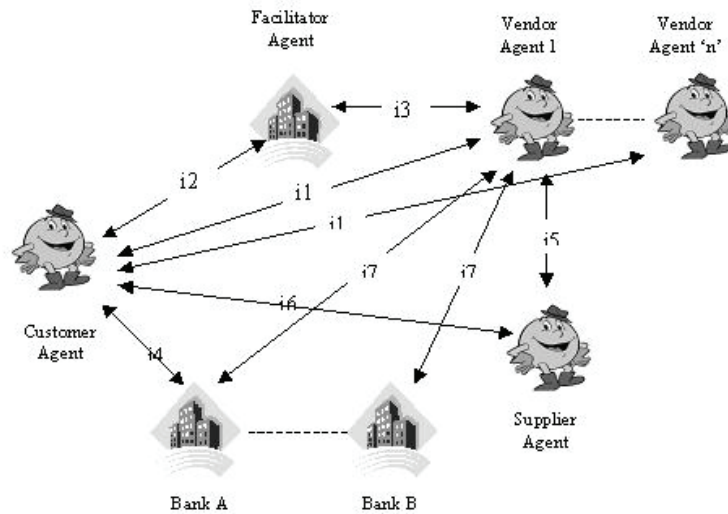 Facilitator
Agent
Vendor
Agent 1
Vendor
Agent 'n'
i3
i2
i1
i1
i7
i7
i5
i6
Customer
Agent
i4
Supplier
Agent
Bank A
Bank B